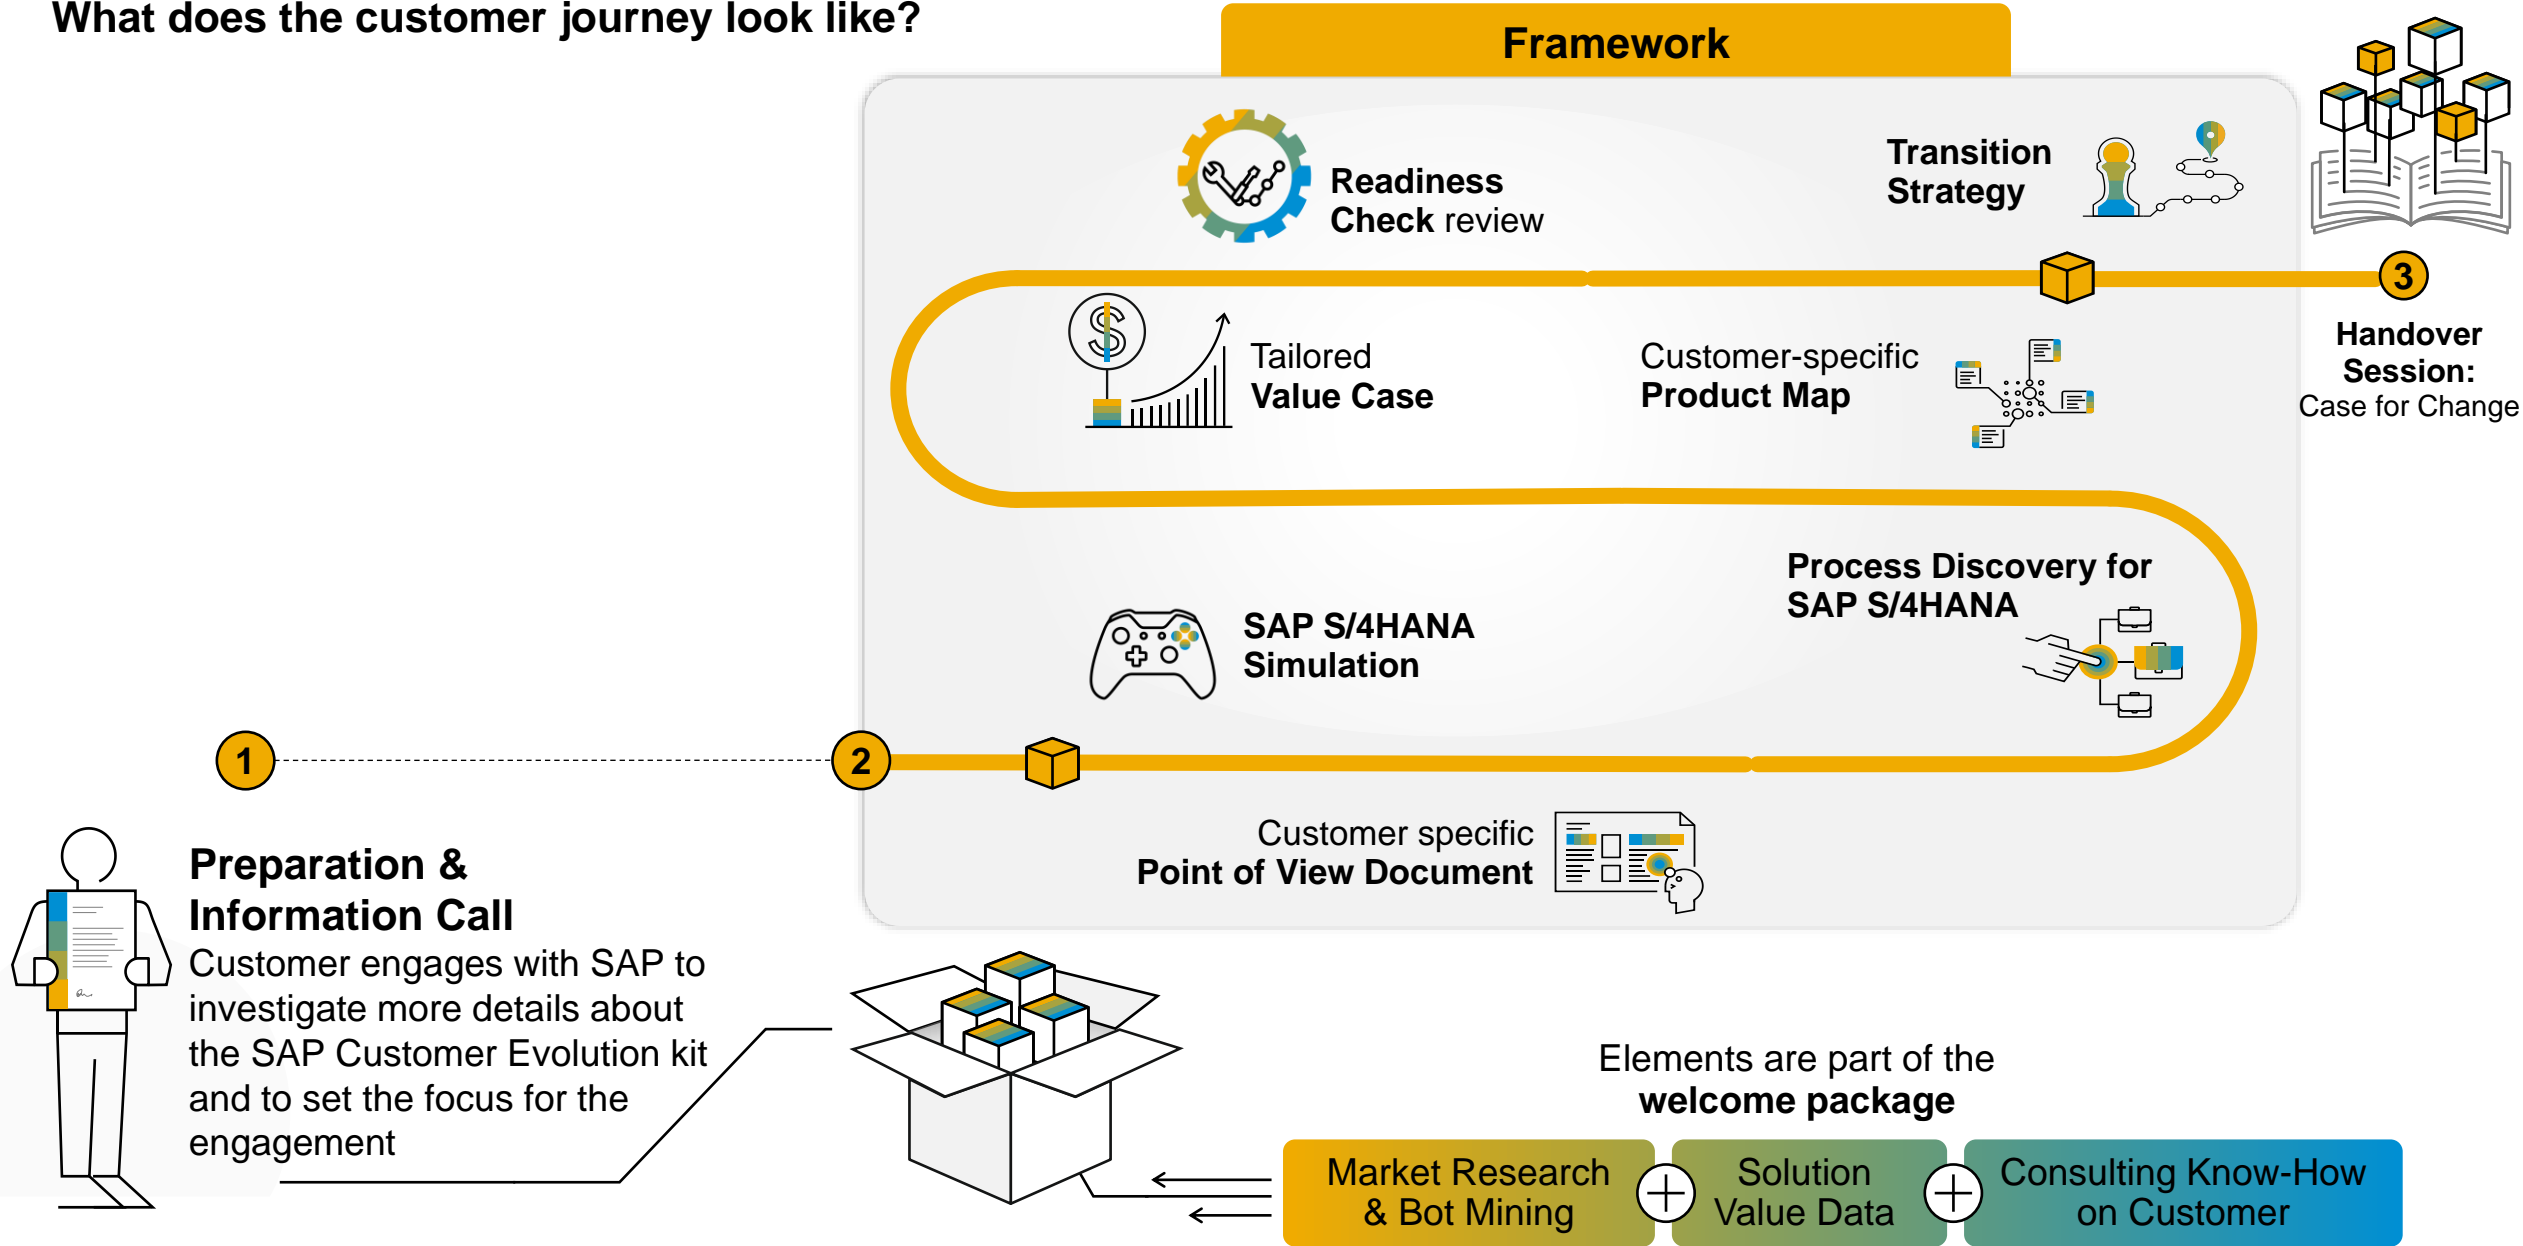 What does the customer journey look like?
Framework
Readiness
Check review
Transition
Strategy
Tailored
Value Case
Customer-specific
Product Map
3
Handover
Session:
Case for Change
Process Discovery for
SAP S/4HANA
SAP S/4HANA
Simulation
1
2
Customer specific
Point of View Document
Preparation &
Information Call
Customer engages with SAP to
investigate more details about
the SAP Customer Evolution kit
and to set the focus for the
engagement
Elements are part of the
welcome package
Market Research
& Bot Mining
Solution
Value Data
Consulting Know-How
on Customer